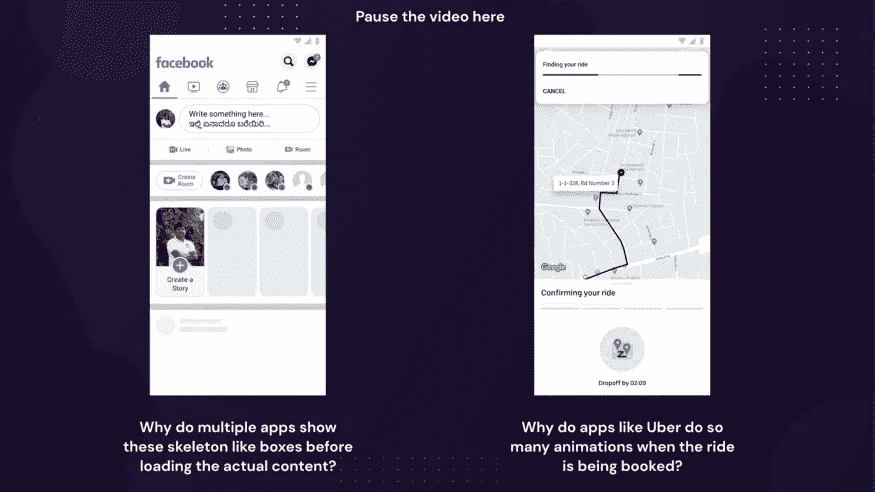 Pause the video here
facebook
Write something here...
ಇಲ್ಲಿ ಏನಾದರೂ ಬರೆಯಿರಿ...
Live
Photo
Room
Create
Room
Create a
Story
Why do multiple apps show
these skeleton like boxes before
loading the actual content?
Finding your ride
CANCEL
1-1-328, Rd Number 3
Google
Confirming your ride
Dropoff by 02:09
Why do apps like Uber do so
many animations when the ride
is being booked?